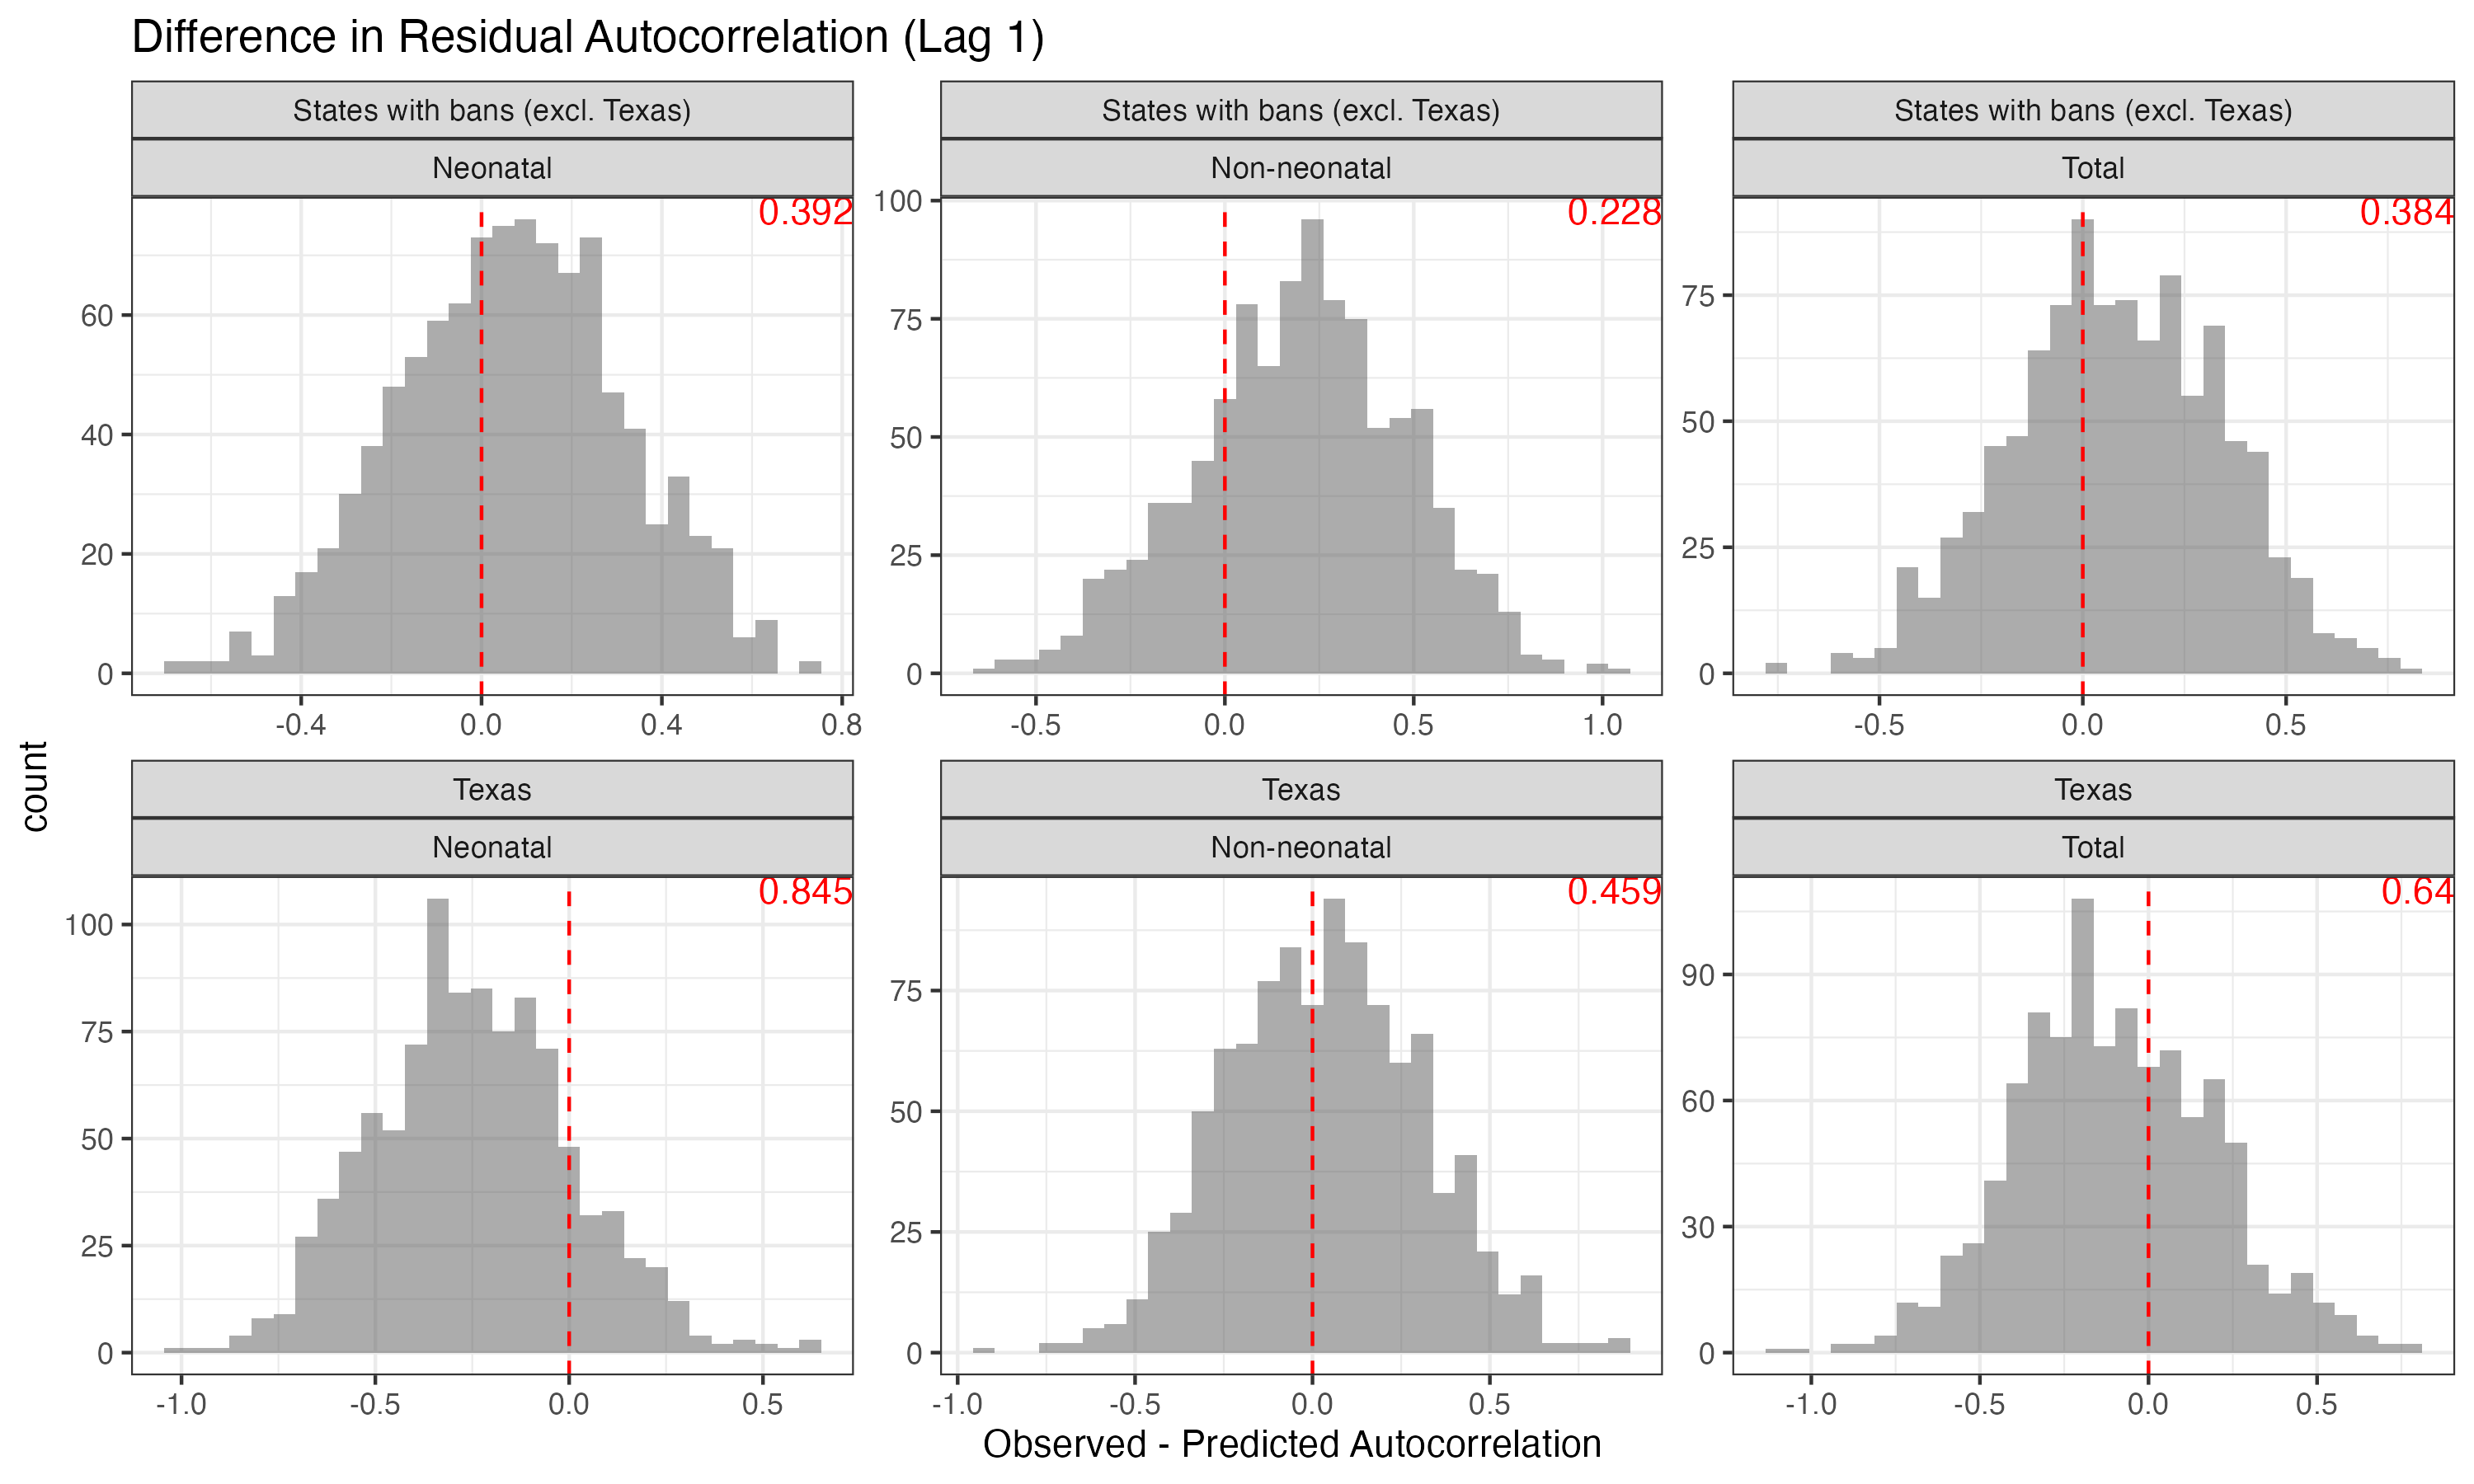 Difference in Residual Autocorrelation (Lag 1)
States with bans (excl. Texas)
Neonatal
0.392
60
40
20
0
-0.4 0.0 0.4 0.8
States with bans (excl. Texas)
Non-neonatal
0.228
100
75
50
25
0
-0.5 0.0 0.5 1.0
States with bans (excl. Texas)
Total
0.384
75
50
25
0
-0.5 0.0 0.5
count
Texas
Neonatal
0.845
100
75
50
25
0
-1.0 -0.5 0.0 0.5
Texas
Non-neonatal
0.459
75
50
25
0
-1.0 -0.5 0.0 0.5
Texas
Total
0.64
90
60
30
0
-1.0 -0.5 0.0 0.5
Observed - Predicted Autocorrelation